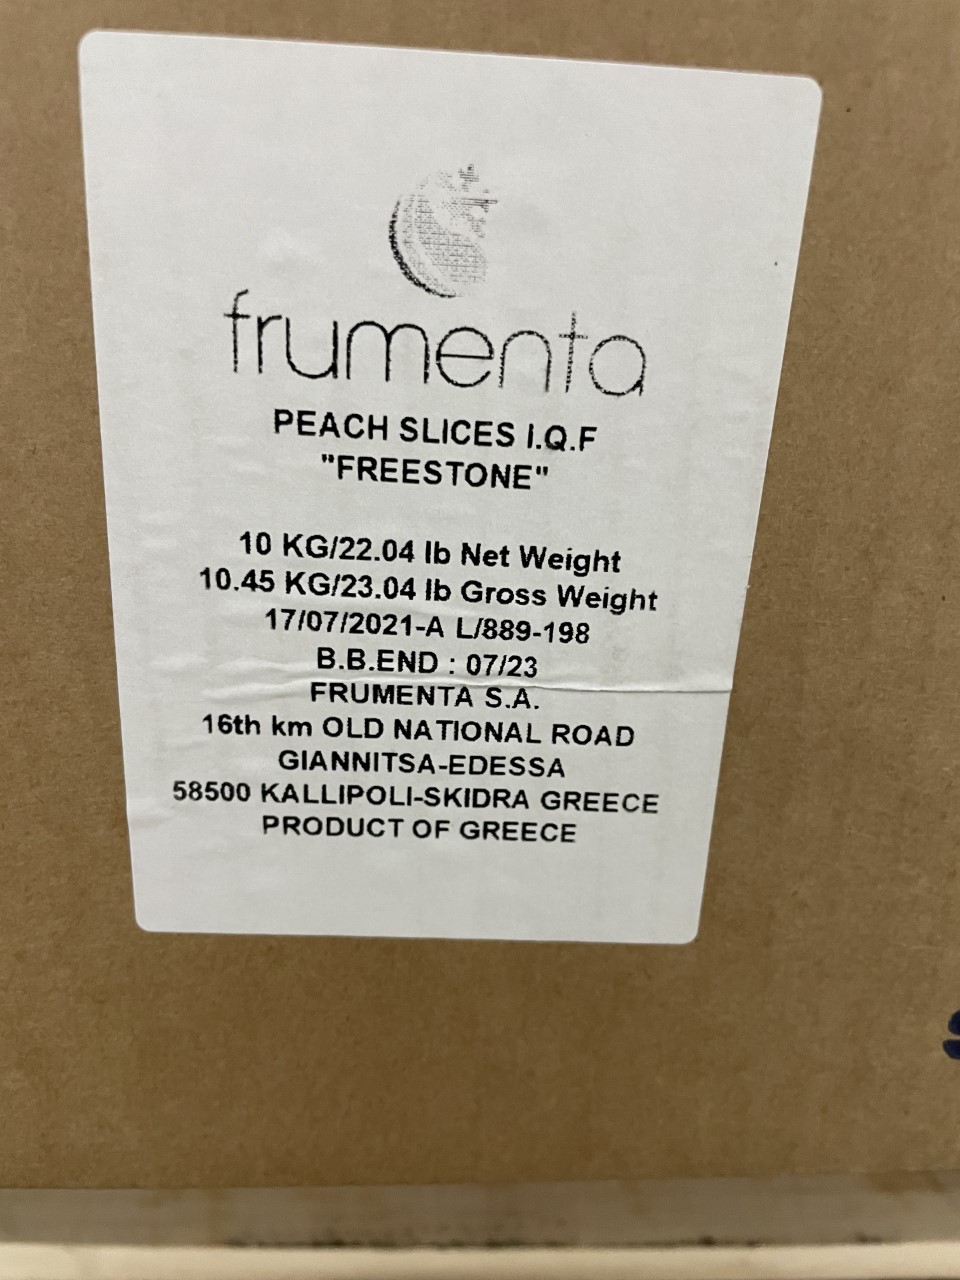 frumenta
PEACH SLICES I.Q.F
"FREESTONE"
10 KG/22.04 lb Net Weight
10.45 KG/23.04 lb Gross Weight
17/07/2021-A L/889-198
B.B.END : 07/23
FRUMENTA S.A.
16th km OLD NATIONAL ROAD
GIANNITSA-EDESSA
58500 KALLIPOLI-SKIDRA GREECE
PRODUCT OF GREECE